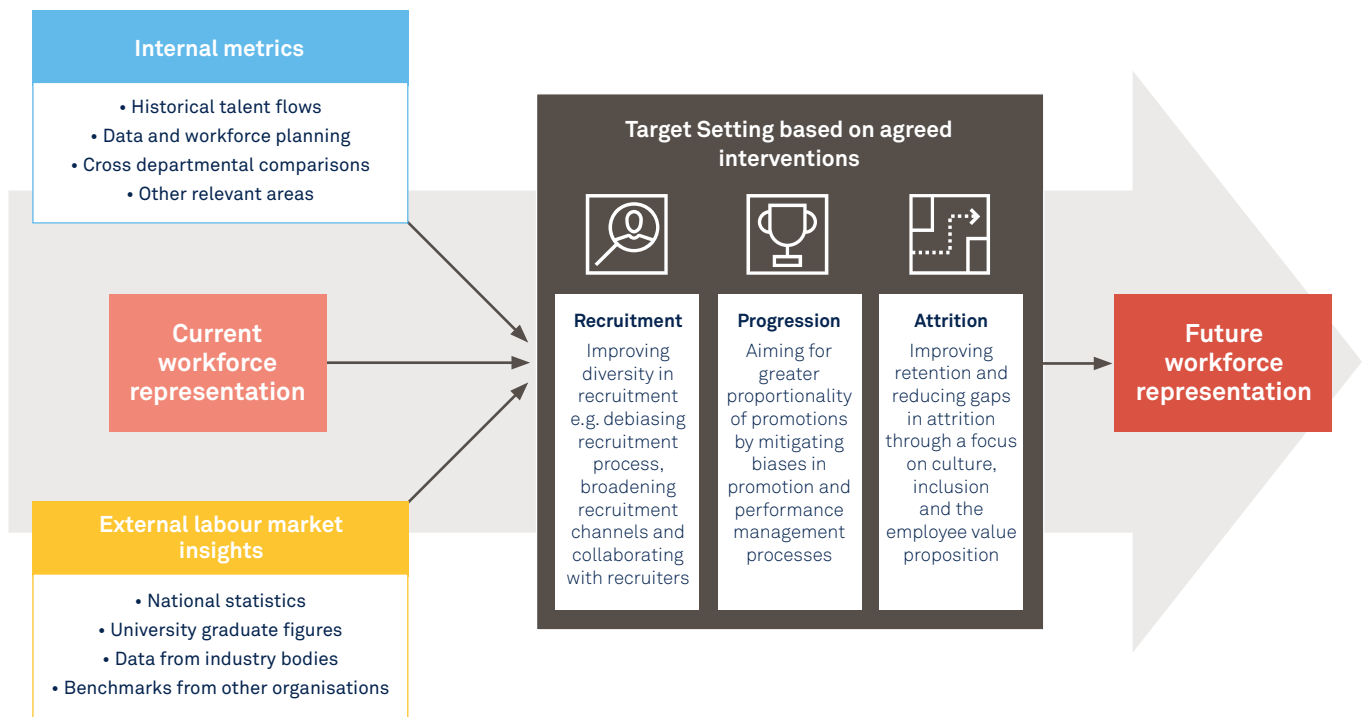 Internal metrics
• Historical talent flows
• Data and workforce planning
• Cross departmental comparisons
• Other relevant areas
Current
workforce
representation
External labour market
insights
• National statistics
• University graduate figures
• Data from industry bodies
• Benchmarks from other organisations
Target Setting based on agreed
interventions
Recruitment
Improving
diversity in
recruitment
e.g. debiasing
recruitment
process,
broadening
recruitment
channels and
collaborating
with recruiters
Progression
Aiming for
greater
proportionality
of promotions
by mitigating
biases in
promotion and
performance
management
processes
Attrition
Improving
retention and
reducing gaps
in attrition
through a focus
on culture,
inclusion
and the
employee value
proposition
Future
workforce
representation